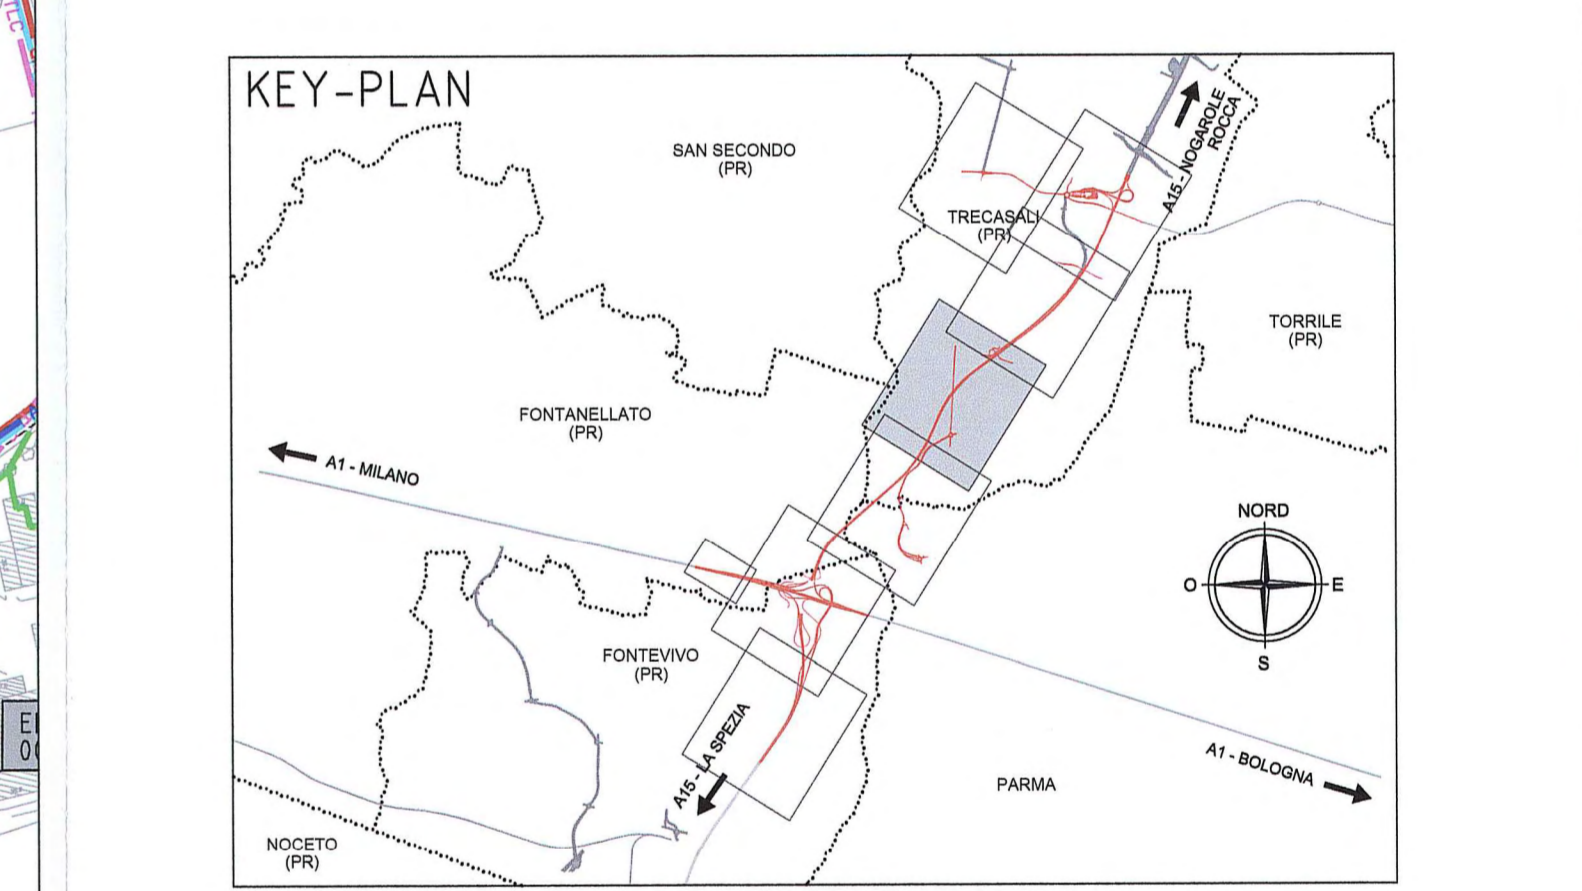 TLC
KEY-PLAN
SAN SECONDO
(PR)
A15 - NOGAROLE
ROCCA
TRECASALI
(PR)
TORRILE
(PR)
FONTANELLATO
(PR)
A1 - MILANO
NORD
O
E
S
FONTEVIVO
(PR)
A15 - LA SPEZIA
A1 - BOLOGNA
PARMA
NOCETO
(PR)